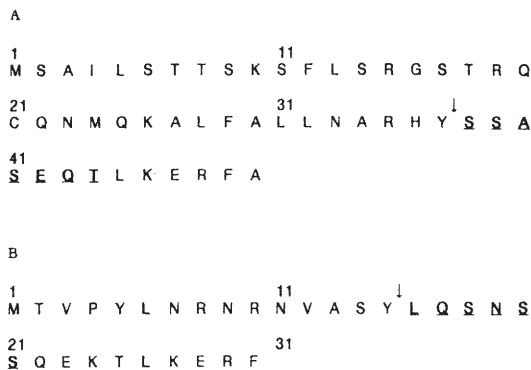 A
1 11
M S A I L S T T S K S F L S R G S T R Q
21 31 ↓
C Q N M Q K A L F A L L N A R H Y S S A
41
S E Q T L K E R F A
B
1 11 ↓
M T V P Y L N R N R N V A S Y L Q S N S
21 31
S Q E K T L K E R F